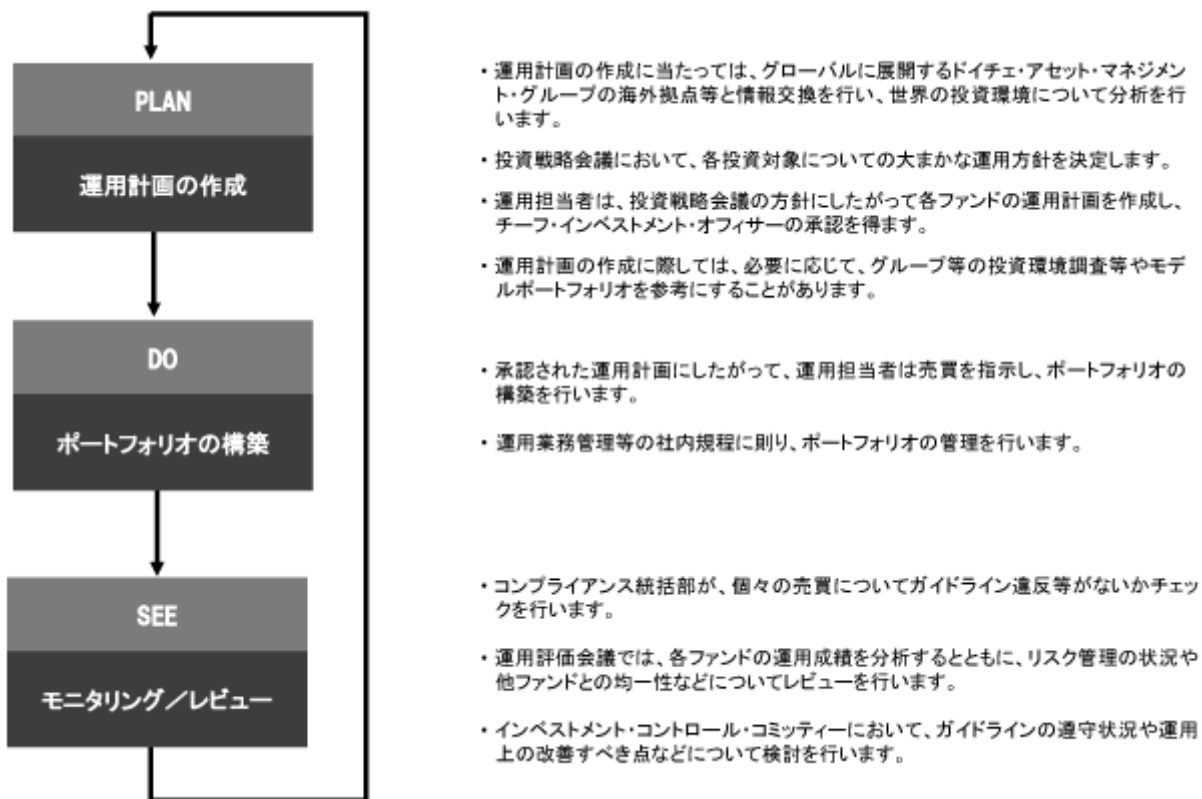 PLAN
運用計画の作成
・運用計画の作成に当たっては、グローバルに展開するドイチェ・アセット・マネジメン
ト・グループの海外拠点等と情報交換を行い、世界の投資環境について分析を行
います。
・投資戦略会議において、各投資対象についての大まかな運用方針を決定します。
・運用担当者は、投資戦略会議の方針にしたがって各ファンドの運用計画を作成し、
チーフ・インベストメント・オフィサーの承認を得ます。
・運用計画の作成に際しては、必要に応じて、グループ等の投資環境調査等やモデ
ルポートフォリオを参考にすることがあります。
DO
ポートフォリオの構築
・承認された運用計画にしたがって、運用担当者は売買を指示し、ポートフォリオの
構築を行います。
・運用業務管理等の社内規程に則り、ポートフォリオの管理を行います。
SEE
モニタリング／レビュー
・コンプライアンス統括部が、個々の売買についてガイドライン違反等がないかチェッ
クを行います。
・運用評価会議では、各ファンドの運用成績を分析するとともに、リスク管理の状況や
他ファンドとの均一性などについてレビューを行います。
・インベストメント・コントロール・コミッティーにおいて、ガイドラインの遵守状況や運用
上の改善すべき点などについて検討を行います。